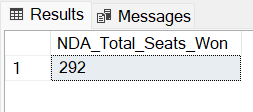 Results Messages
NDA_Total_Seats_Won
1 292